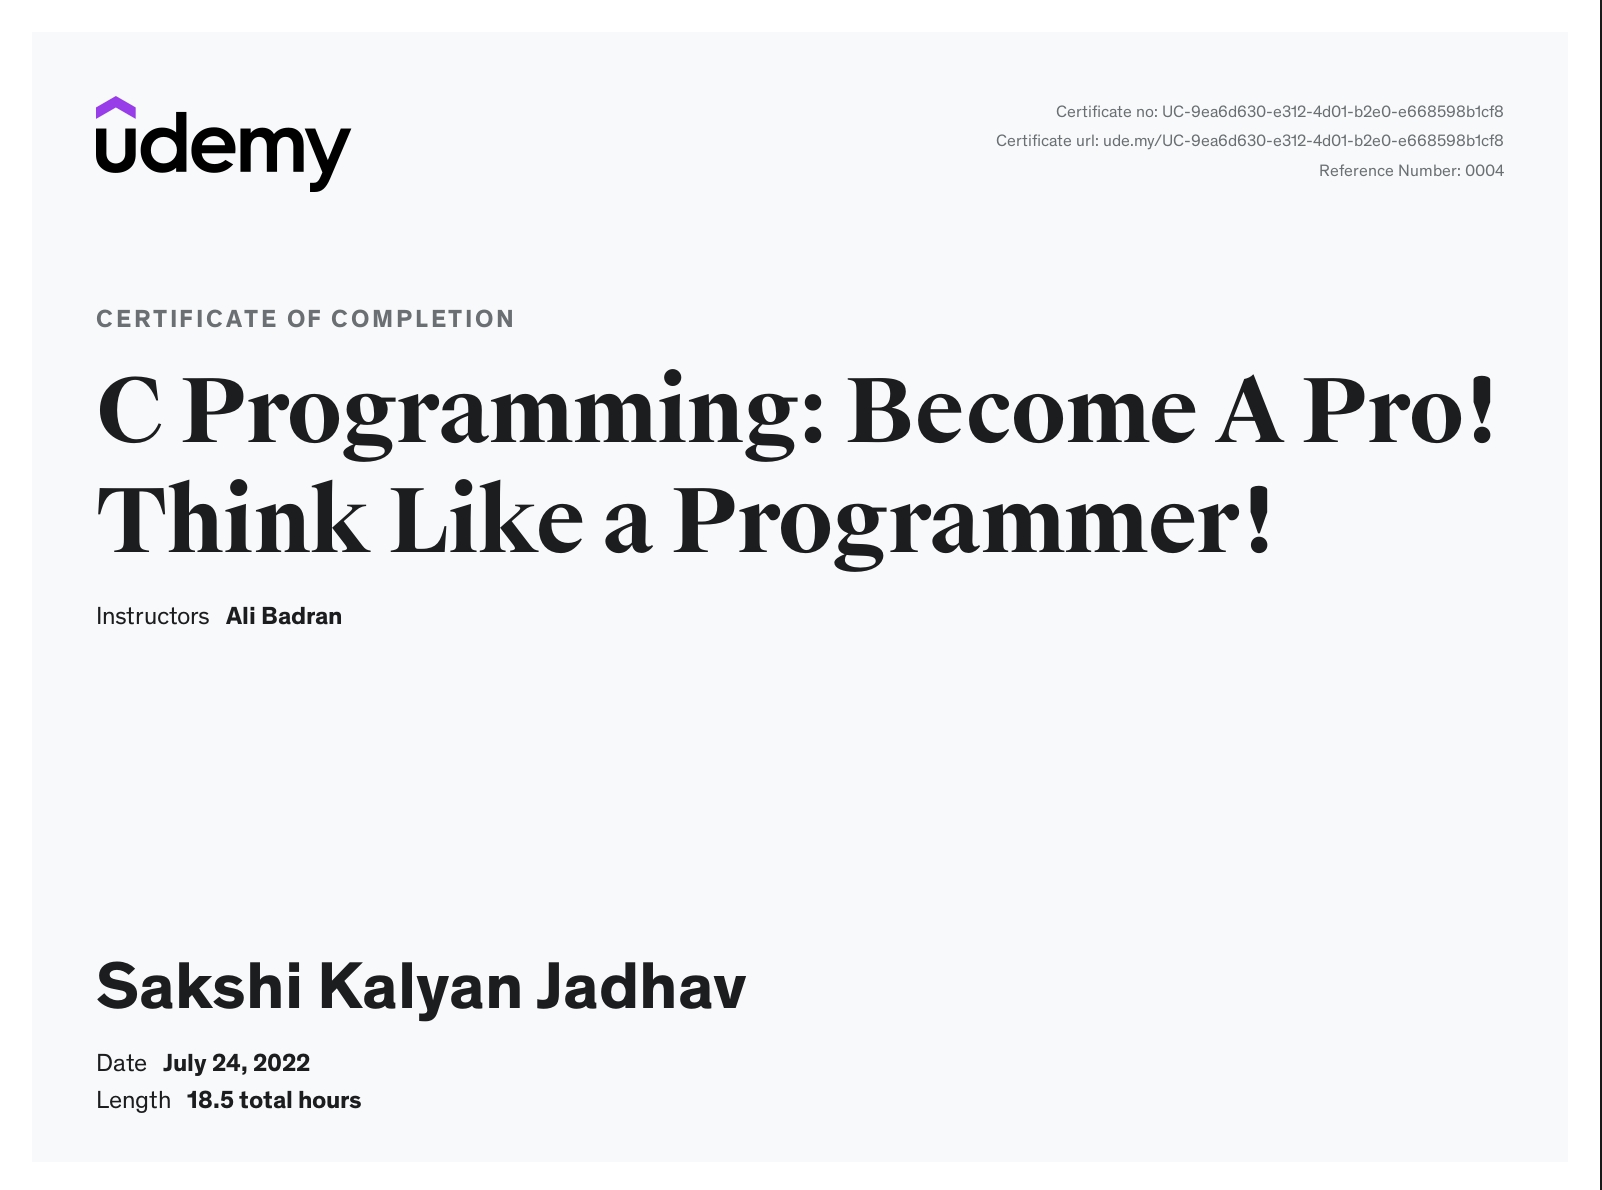 udemy
Certificate no: UC-9ea6d630-e312-4d01-b2e0-e668598b1cf8
Certificate url: ude.my/UC-9ea6d630-e312-4d01-b2e0-e668598b1cf8
Reference Number: 0004
CERTIFICATE OF COMPLETION
C Programming: Become A Pro!
Think Like a Programmer!
Instructors Ali Badran
Sakshi Kalyan Jadhav
Date July 24, 2022
Length 18.5 total hours